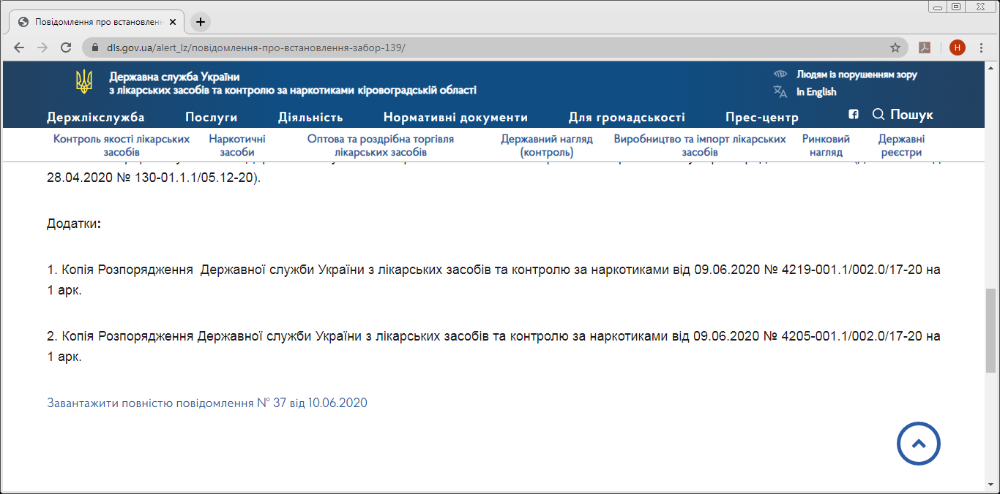 Повідомлення про встановлен
dls.gov.ua/alert_lz/повідомлення-про-встановлення-забор-139/
H
Державна служба України
з лікарських засобів та контролю за наркотиками кіровоградській області
Людям із порушенням зору
In English
Держлікслужба Послуги Діяльність Нормативні документи Для громадськості Прес-центр Пошук
Контроль якості лікарських засобів
Наркотичні засоби
Оптова та роздрібна торгівля лікарських засобів
Державний нагляд (контроль)
Виробництво та імпорт лікарських засобів
Ринковий нагляд
Державні реєстри
28.04.2020 № 130-01.1.1/05.12-20).
Додатки:
1. Копія Розпорядження Державної служби України з лікарських засобів та контролю за наркотиками від 09.06.2020 № 4219-001.1/002.0/17-20 на
1 арк.
2. Копія Розпорядження Державної служби України з лікарських засобів та контролю за наркотиками від 09.06.2020 № 4205-001.1/002.0/17-20 на
1 арк.
Завантажити повністю повідомлення № 37 від 10.06.2020